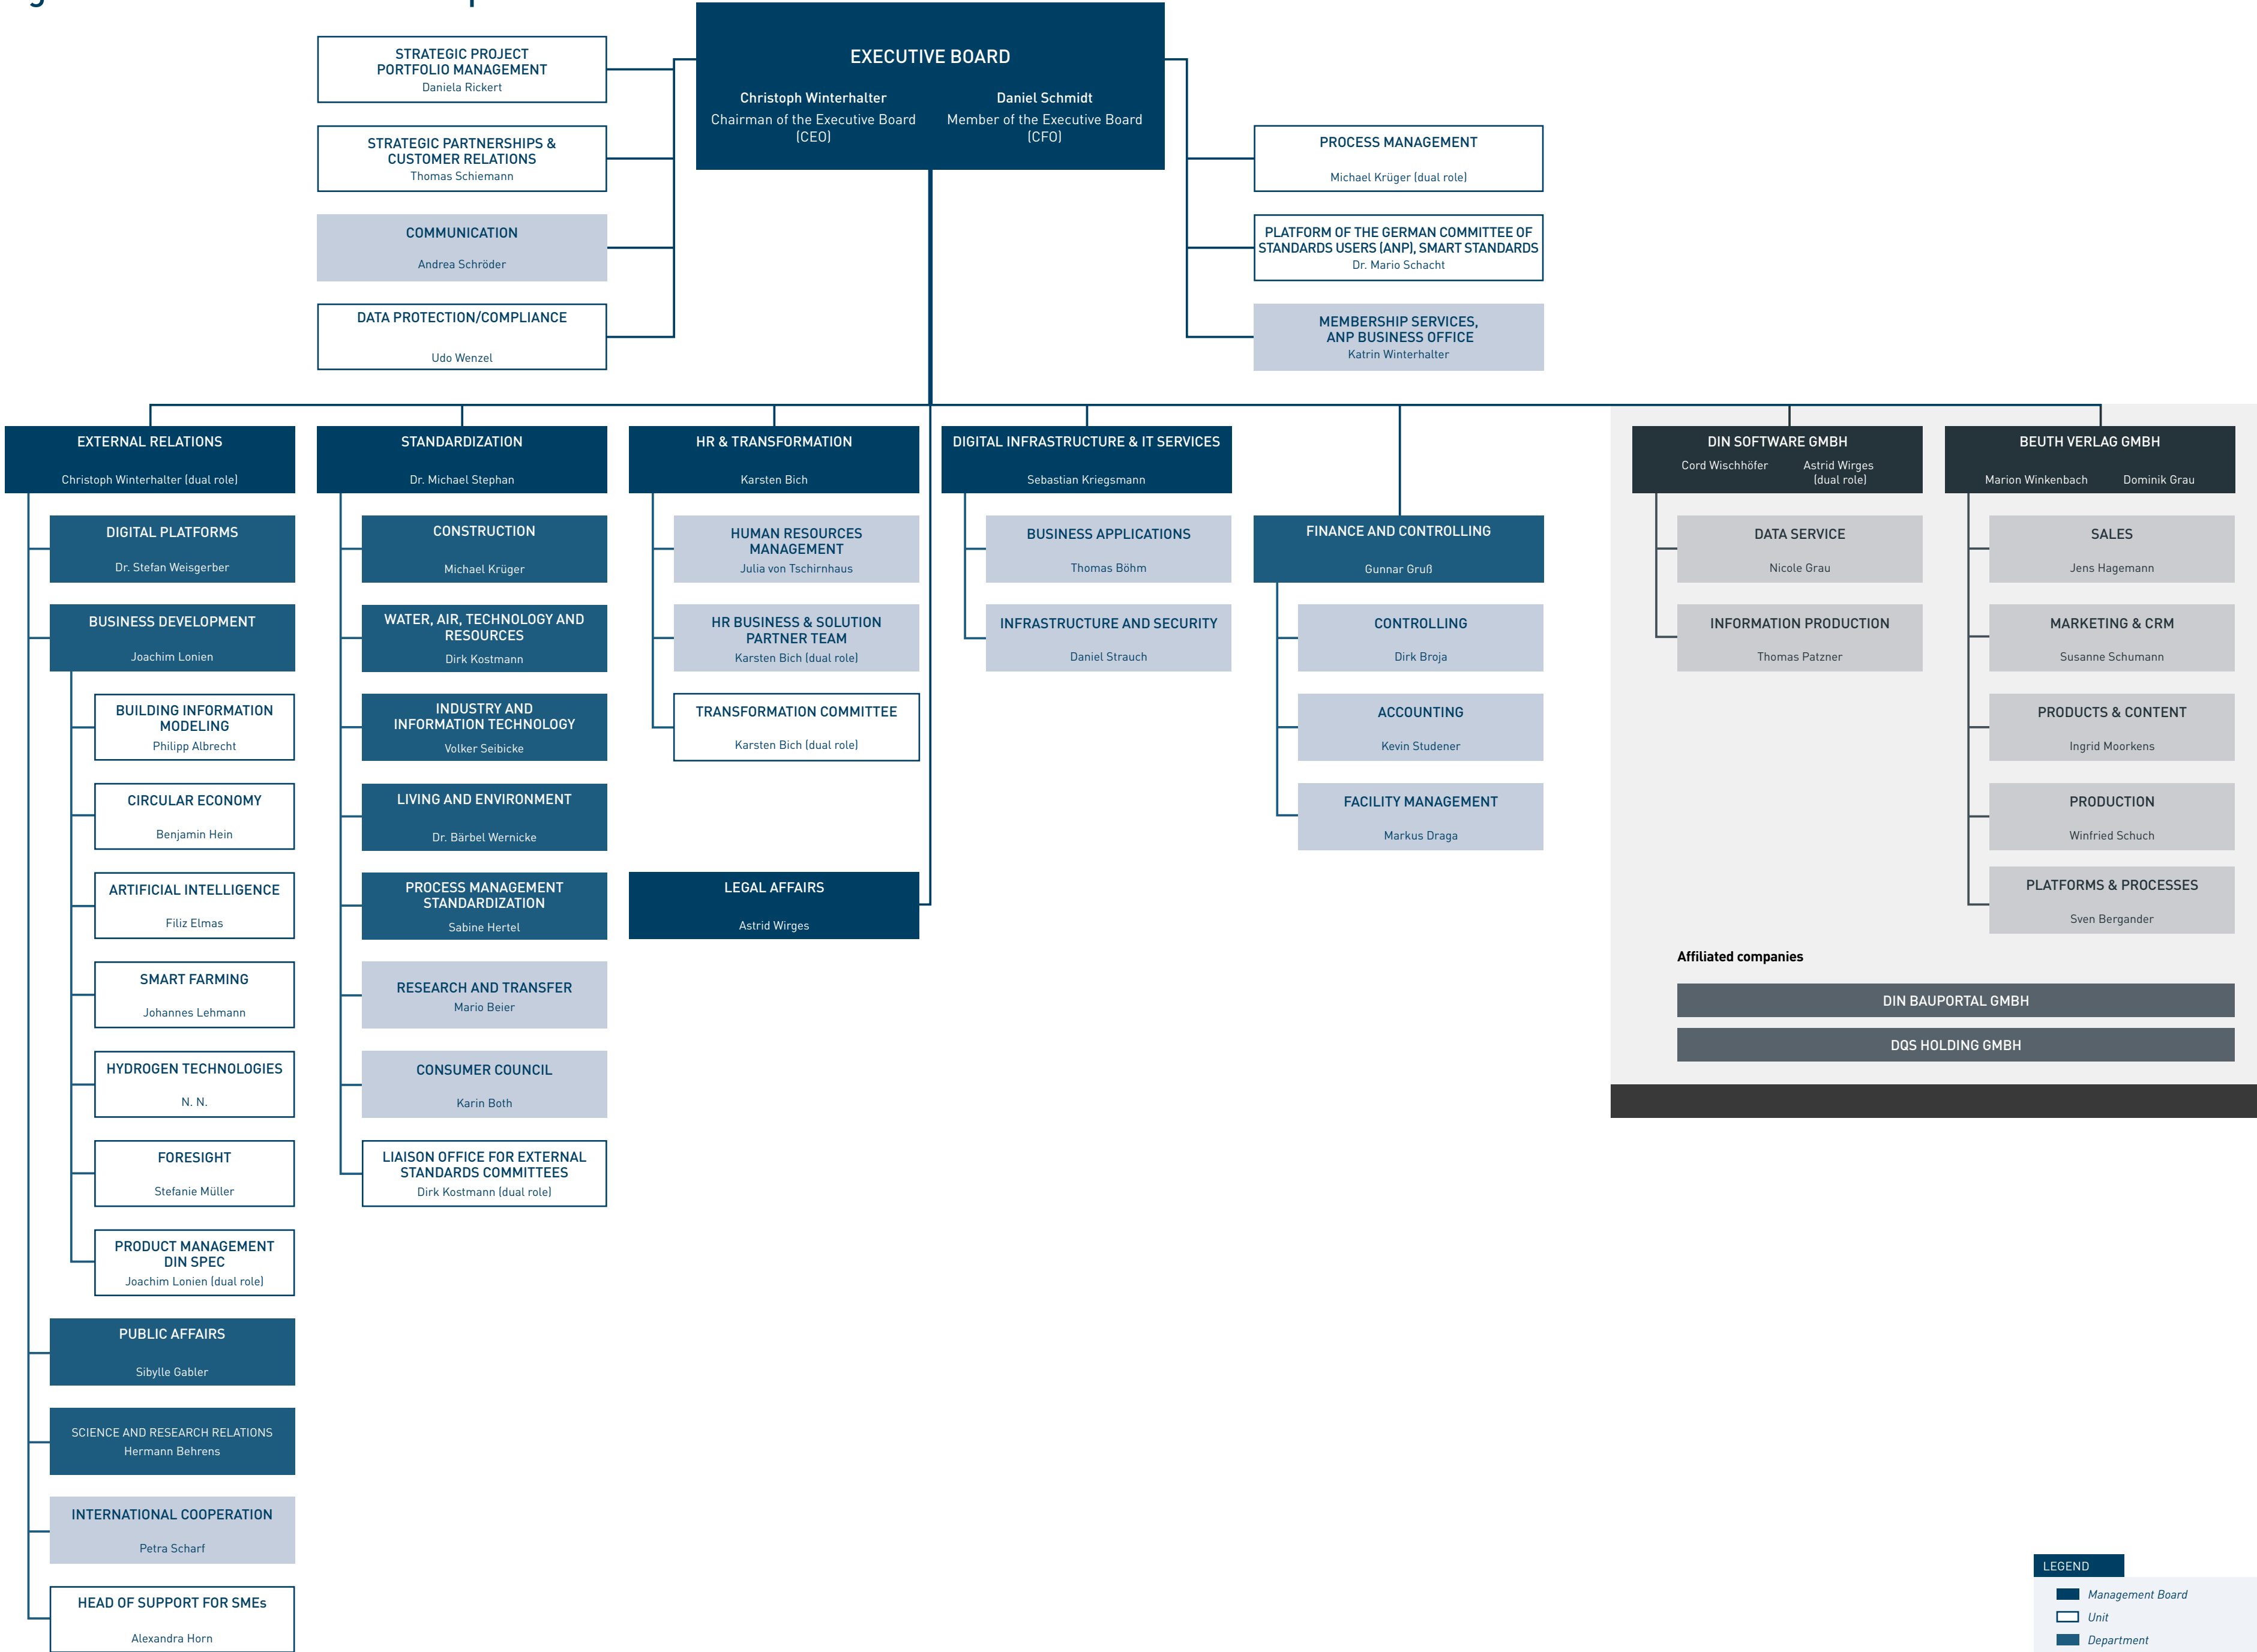 EXECUTIVE BOARD
Christoph Winterhalter
Chairman of the Executive Board
(CEO)
Daniel Schmidt
Member of the Executive Board
(CFO)
STRATEGIC PROJECT
PORTFOLIO MANAGEMENT
Daniela Rickert
STRATEGIC PARTNERSHIPS &
CUSTOMER RELATIONS
Thomas Schiemann
COMMUNICATION
Andrea Schröder
DATA PROTECTION/COMPLIANCE
Udo Wenzel
PROCESS MANAGEMENT
Michael Krüger (dual role)
PLATFORM OF THE GERMAN COMMITTEE OF
STANDARDS USERS (ANP), SMART STANDARDS
Dr. Mario Schacht
MEMBERSHIP SERVICES,
ANP BUSINESS OFFICE
Katrin Winterhalter
EXTERNAL RELATIONS
Christoph Winterhalter (dual role)
DIGITAL PLATFORMS
Dr. Stefan Weisgerber
BUSINESS DEVELOPMENT
Joachim Lonien
BUILDING INFORMATION
MODELING
Philipp Albrecht
CIRCULAR ECONOMY
Benjamin Hein
ARTIFICIAL INTELLIGENCE
Filiz Elmas
SMART FARMING
Johannes Lehmann
HYDROGEN TECHNOLOGIES
N. N.
FORESIGHT
Stefanie Müller
PRODUCT MANAGEMENT
DIN SPEC
Joachim Lonien (dual role)
PUBLIC AFFAIRS
Sibylle Gabler
SCIENCE AND RESEARCH RELATIONS
Hermann Behrens
INTERNATIONAL COOPERATION
Petra Scharf
HEAD OF SUPPORT FOR SMEs
Alexandra Horn
STANDARDIZATION
Dr. Michael Stephan
CONSTRUCTION
Michael Krüger
WATER, AIR, TECHNOLOGY AND
RESOURCES
Dirk Kostmann
INDUSTRY AND
INFORMATION TECHNOLOGY
Volker Seibicke
LIVING AND ENVIRONMENT
Dr. Bärbel Wernicke
PROCESS MANAGEMENT
STANDARDIZATION
Sabine Hertel
RESEARCH AND TRANSFER
Mario Beier
CONSUMER COUNCIL
Karin Both
LIAISON OFFICE FOR EXTERNAL
STANDARDS COMMITTEES
Dirk Kostmann (dual role)
HR & TRANSFORMATION
Karsten Bich
HUMAN RESOURCES
MANAGEMENT
Julia von Tschirnhaus
HR BUSINESS & SOLUTION
PARTNER TEAM
Karsten Bich (dual role)
TRANSFORMATION COMMITTEE
Karsten Bich (dual role)
LEGAL AFFAIRS
Astrid Wirges
DIGITAL INFRASTRUCTURE & IT SERVICES
Sebastian Kriegsmann
BUSINESS APPLICATIONS
Thomas Böhm
INFRASTRUCTURE AND SECURITY
Daniel Strauch
FINANCE AND CONTROLLING
Gunnar Gruß
CONTROLLING
Dirk Broja
ACCOUNTING
Kevin Studener
FACILITY MANAGEMENT
Markus Draga
DIN SOFTWARE GMBH
Cord Wischhöfer
Astrid Wirges
(dual role)
DATA SERVICE
Nicole Grau
INFORMATION PRODUCTION
Thomas Patzner
BEUTH VERLAG GMBH
Marion Winkenbach
Dominik Grau
SALES
Jens Hagemann
MARKETING & CRM
Susanne Schumann
PRODUCTS & CONTENT
Ingrid Moorkens
PRODUCTION
Winfried Schuch
PLATFORMS & PROCESSES
Sven Bergander
Affiliated companies
DIN BAUPORTAL GMBH
DQS HOLDING GMBH
LEGEND
Management Board
Unit
Department